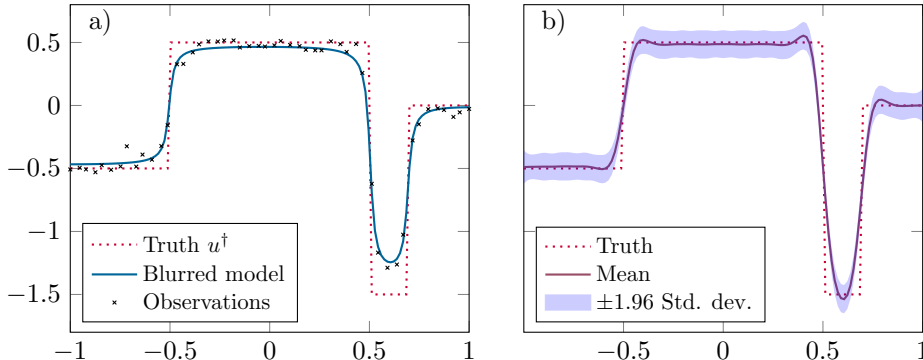 a)
0.5
0
−0.5
−1
−1.5
Truth u†
Blurred model
Observations
−1 −0.5 0 0.5 1
b)
Truth
Mean
±1.96 Std. dev.
−0.5 0 0.5 1